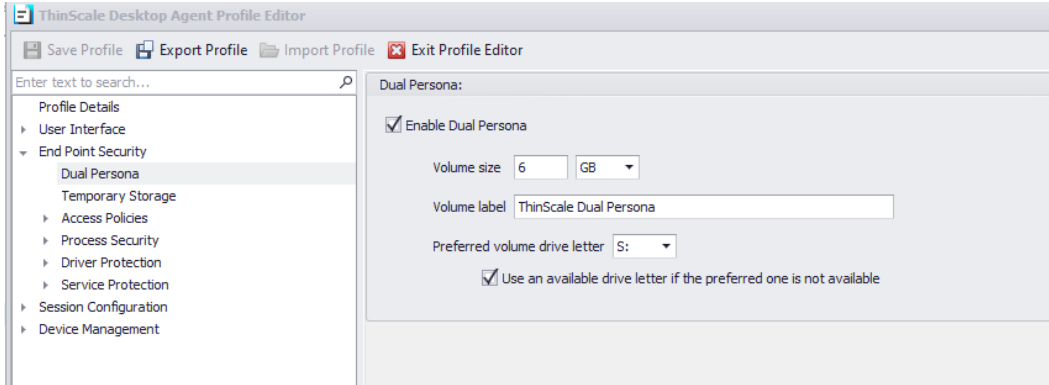 ThinScale Desktop Agent Profile Editor
Save Profile Export Profile Import Profile Exit Profile Editor
Enter text to search...
Profile Details
User Interface
End Point Security
Dual Persona
Temporary Storage
Access Policies
Process Security
Driver Protection
Service Protection
Session Configuration
Device Management
Dual Persona:
Enable Dual Persona
Volume size 6 GB
Volume label ThinScale Dual Persona
Preferred volume drive letter S:
Use an available drive letter if the preferred one is not available